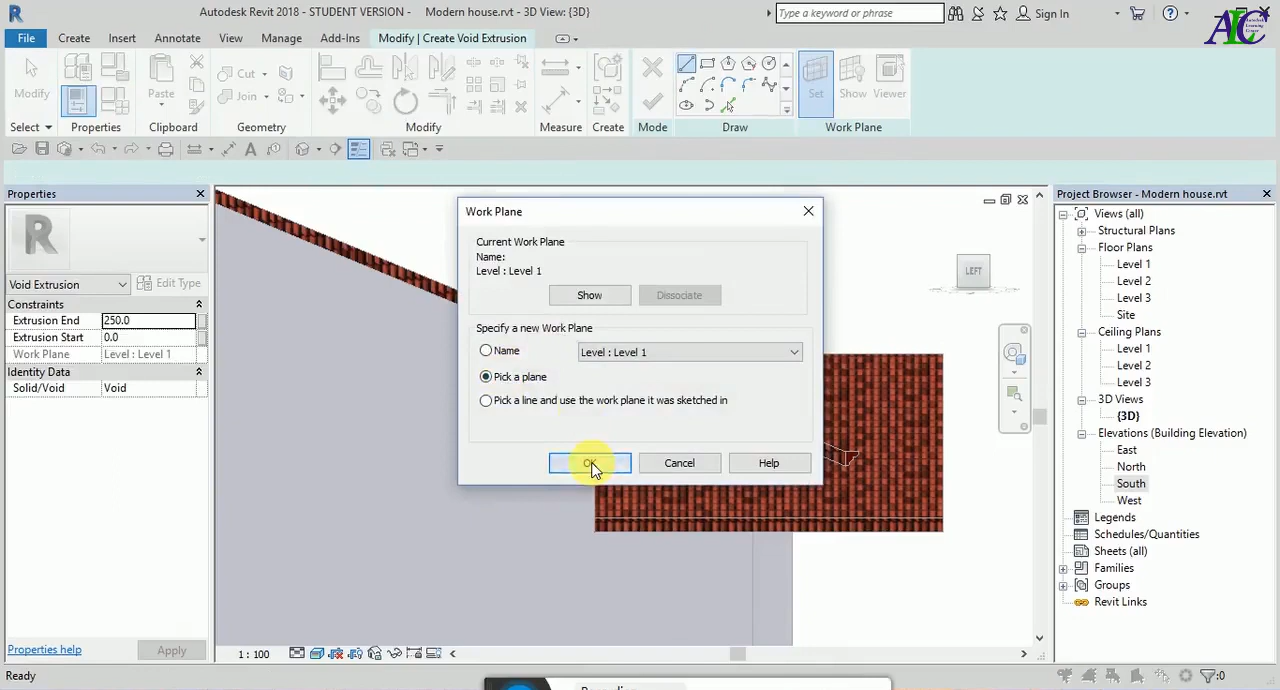 Autodesk Revit 2018 - STUDENT VERSION - Modern house.rvt - 3D View: {3D}
Type a keyword or phrase
Sign In
ALC
File Create Insert Annotate View Manage Add-Ins Modify | Create Void Extrusion
Modify
Paste
Cut
Join
Set
Show
Viewer
Select
Properties
Clipboard
Geometry
Modify
Measure
Create
Mode
Draw
Work Plane
Properties
Void Extrusion
Edit Type
Constraints
Extrusion End 250.0
Extrusion Start 0.0
Work Plane Level : Level 1
Identity Data
Solid/Void Void
Properties help
Apply
Ready
Work Plane
Current Work Plane
Name:
Level : Level 1
Show
Dissociate
Specify a new Work Plane
Name
Level : Level 1
Pick a plane
Pick a line and use the work plane it was sketched in
OK
Cancel
Help
LEFT
1 : 100
Project Browser - Modern house.rvt
Views (all)
Structural Plans
Floor Plans
Level 1
Level 2
Level 3
Site
Ceiling Plans
Level 1
Level 2
Level 3
3D Views
{3D}
Elevations (Building Elevation)
East
North
South
West
Legends
Schedules/Quantities
Sheets (all)
Families
Groups
Revit Links
:0